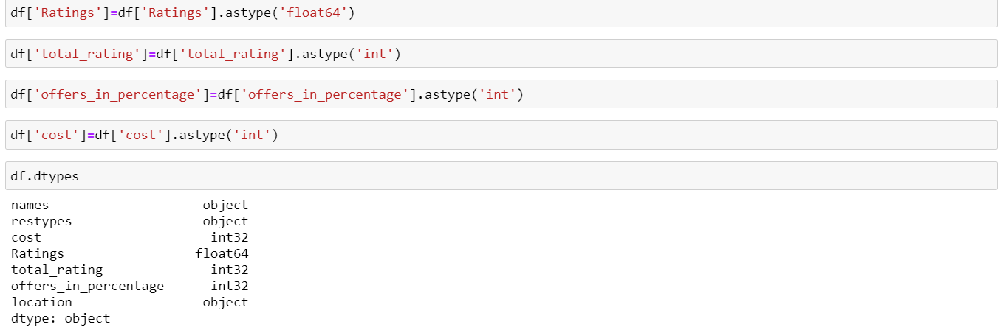 df['Ratings']=df['Ratings'].astype('float64')
df['total_rating']=df['total_rating'].astype('int')
df['offers_in_percentage']=df['offers_in_percentage'].astype('int')
df['cost']=df['cost'].astype('int')
df.dtypes
names                    object
restypes                 object
cost                      int32
Ratings                 float64
total_rating              int32
offers_in_percentage      int32
location                 object
dtype: object